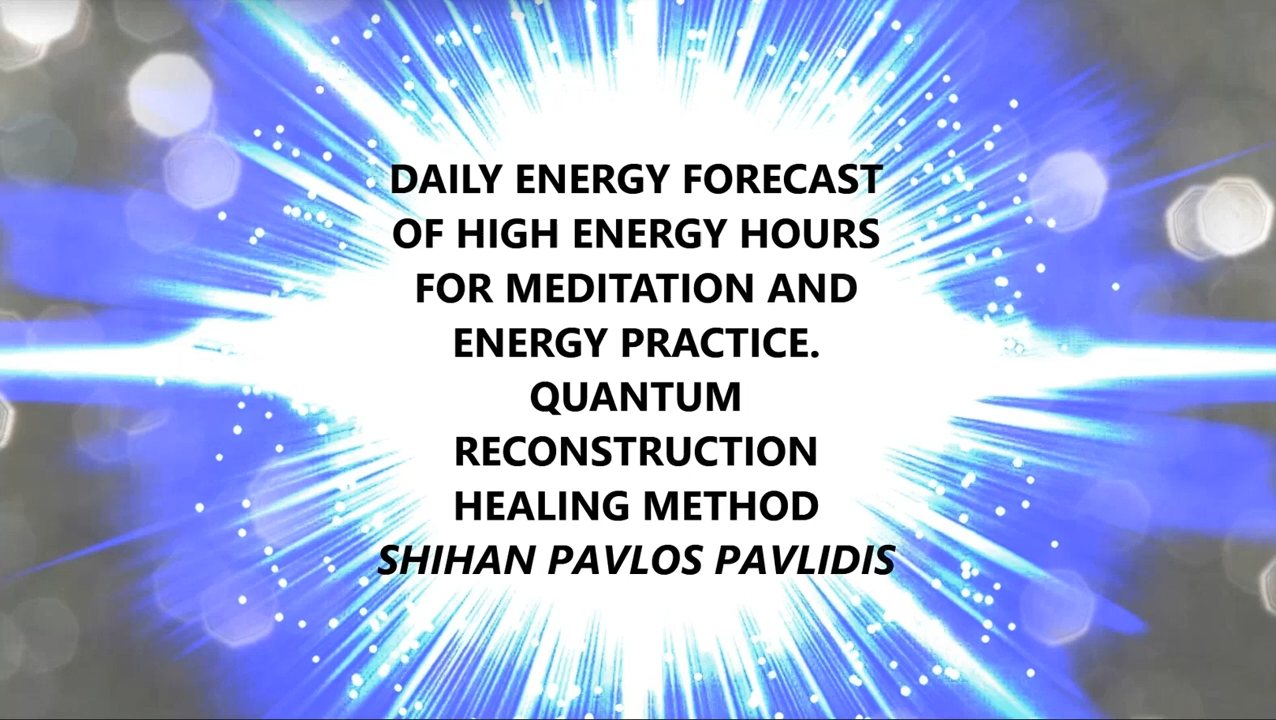 DAILY ENERGY FORECAST
OF HIGH ENERGY HOURS
FOR MEDITATION AND
ENERGY PRACTICE.
QUANTUM
RECONSTRUCTION
HEALING METHOD
SHIHAN PAVLOS PAVLIDIS